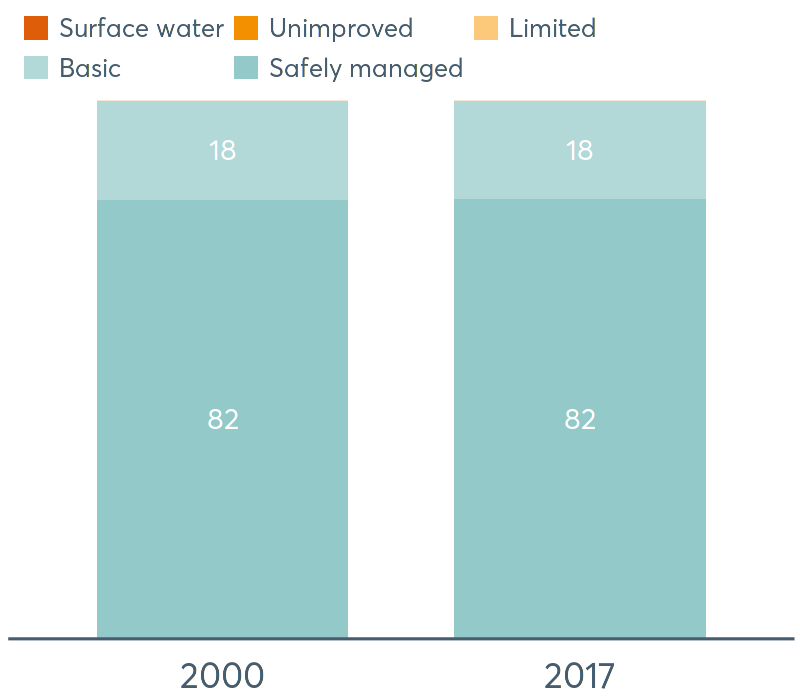 Surface water Unimproved Limited
Basic Safely managed
18 18
82 82
2000 2017